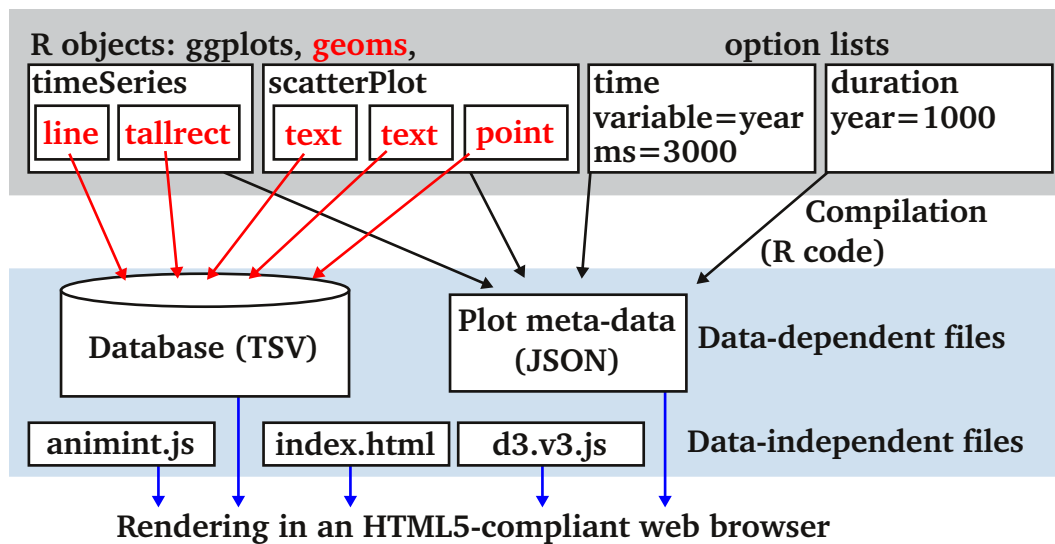 R objects: ggplots, geoms,
option lists
timeSeries
line
tallrect
scatterPlot
text
text
point
time
variable=year
ms=3000
duration
year=1000
Compilation
(R code)
Database (TSV)
Plot meta-data
(JSON)
Data-dependent files
animint.js
index.html
d3.v3.js
Data-independent files
Rendering in an HTML5-compliant web browser